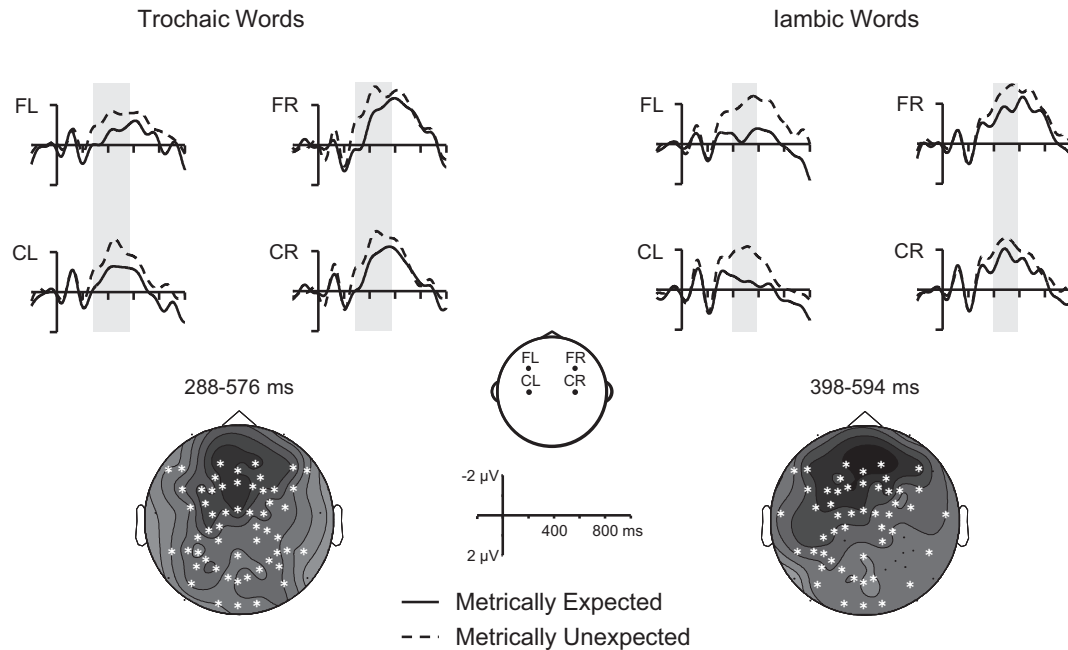 Trochaic Words
Iambic Words
FL
FR
FL
FR
CL
CR
CL
CR
288-576 ms
398-594 ms
FL FR
CL CR
-2 µV
400 800 ms
2 µV
Metrically Expected
Metrically Unexpected